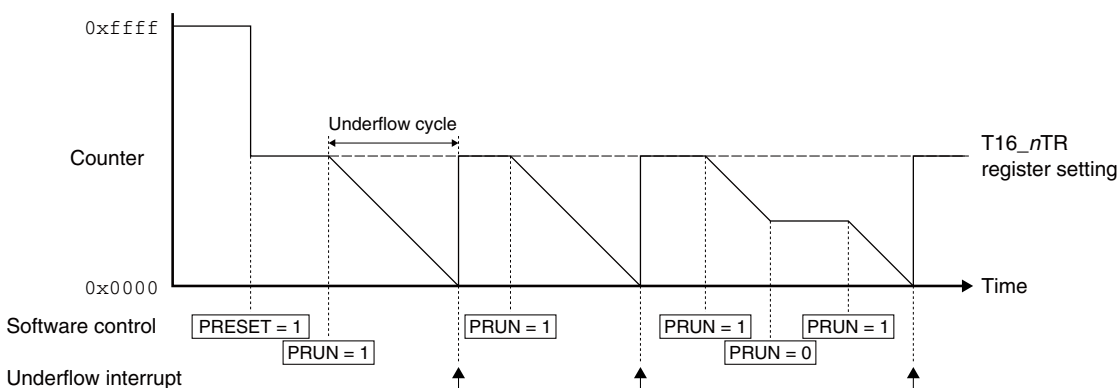 0xffff
Underflow cycle
Counter
T16_nTR
register setting
0x0000
Time
Software control
PRESET = 1
PRUN = 1
PRUN = 1
PRUN = 1
PRUN = 1
PRUN = 0
Underflow interrupt